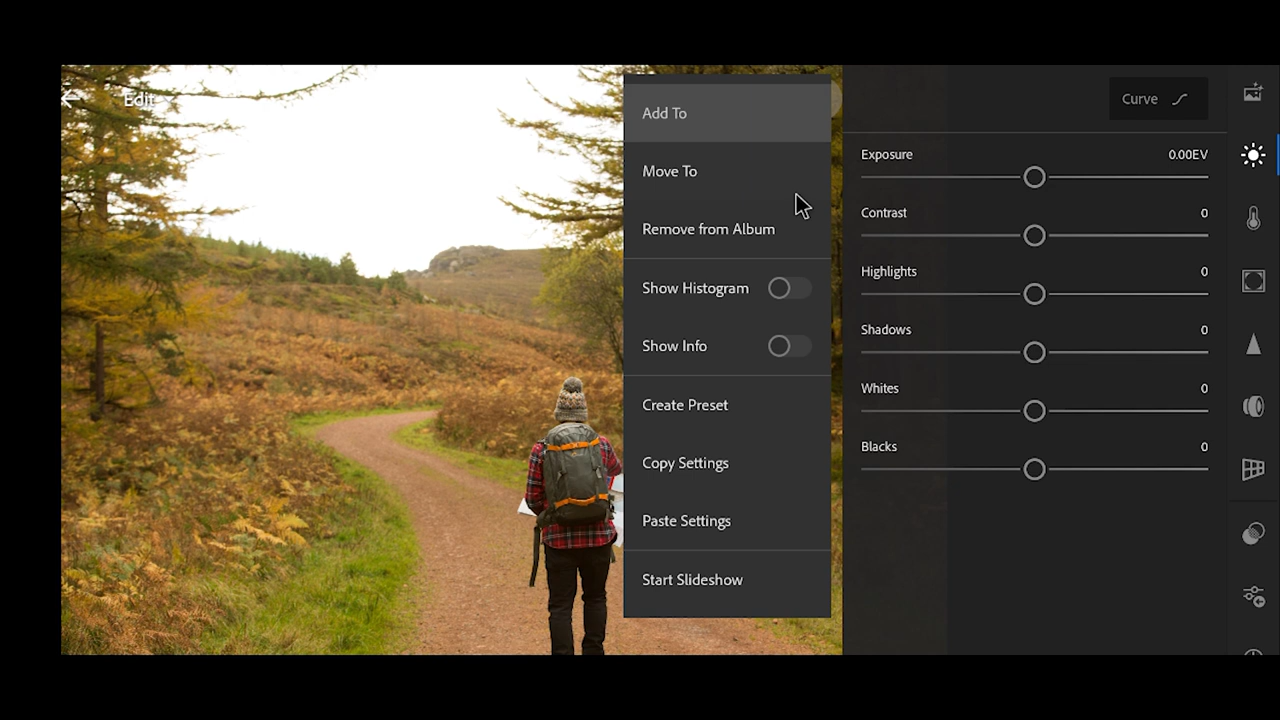 Edit
Add To
Move To
Remove from Album
Show Histogram
Show Info
Create Preset
Copy Settings
Paste Settings
Start Slideshow
Curve
Exposure 0.00EV
Contrast 0
Highlights 0
Shadows 0
Whites 0
Blacks 0